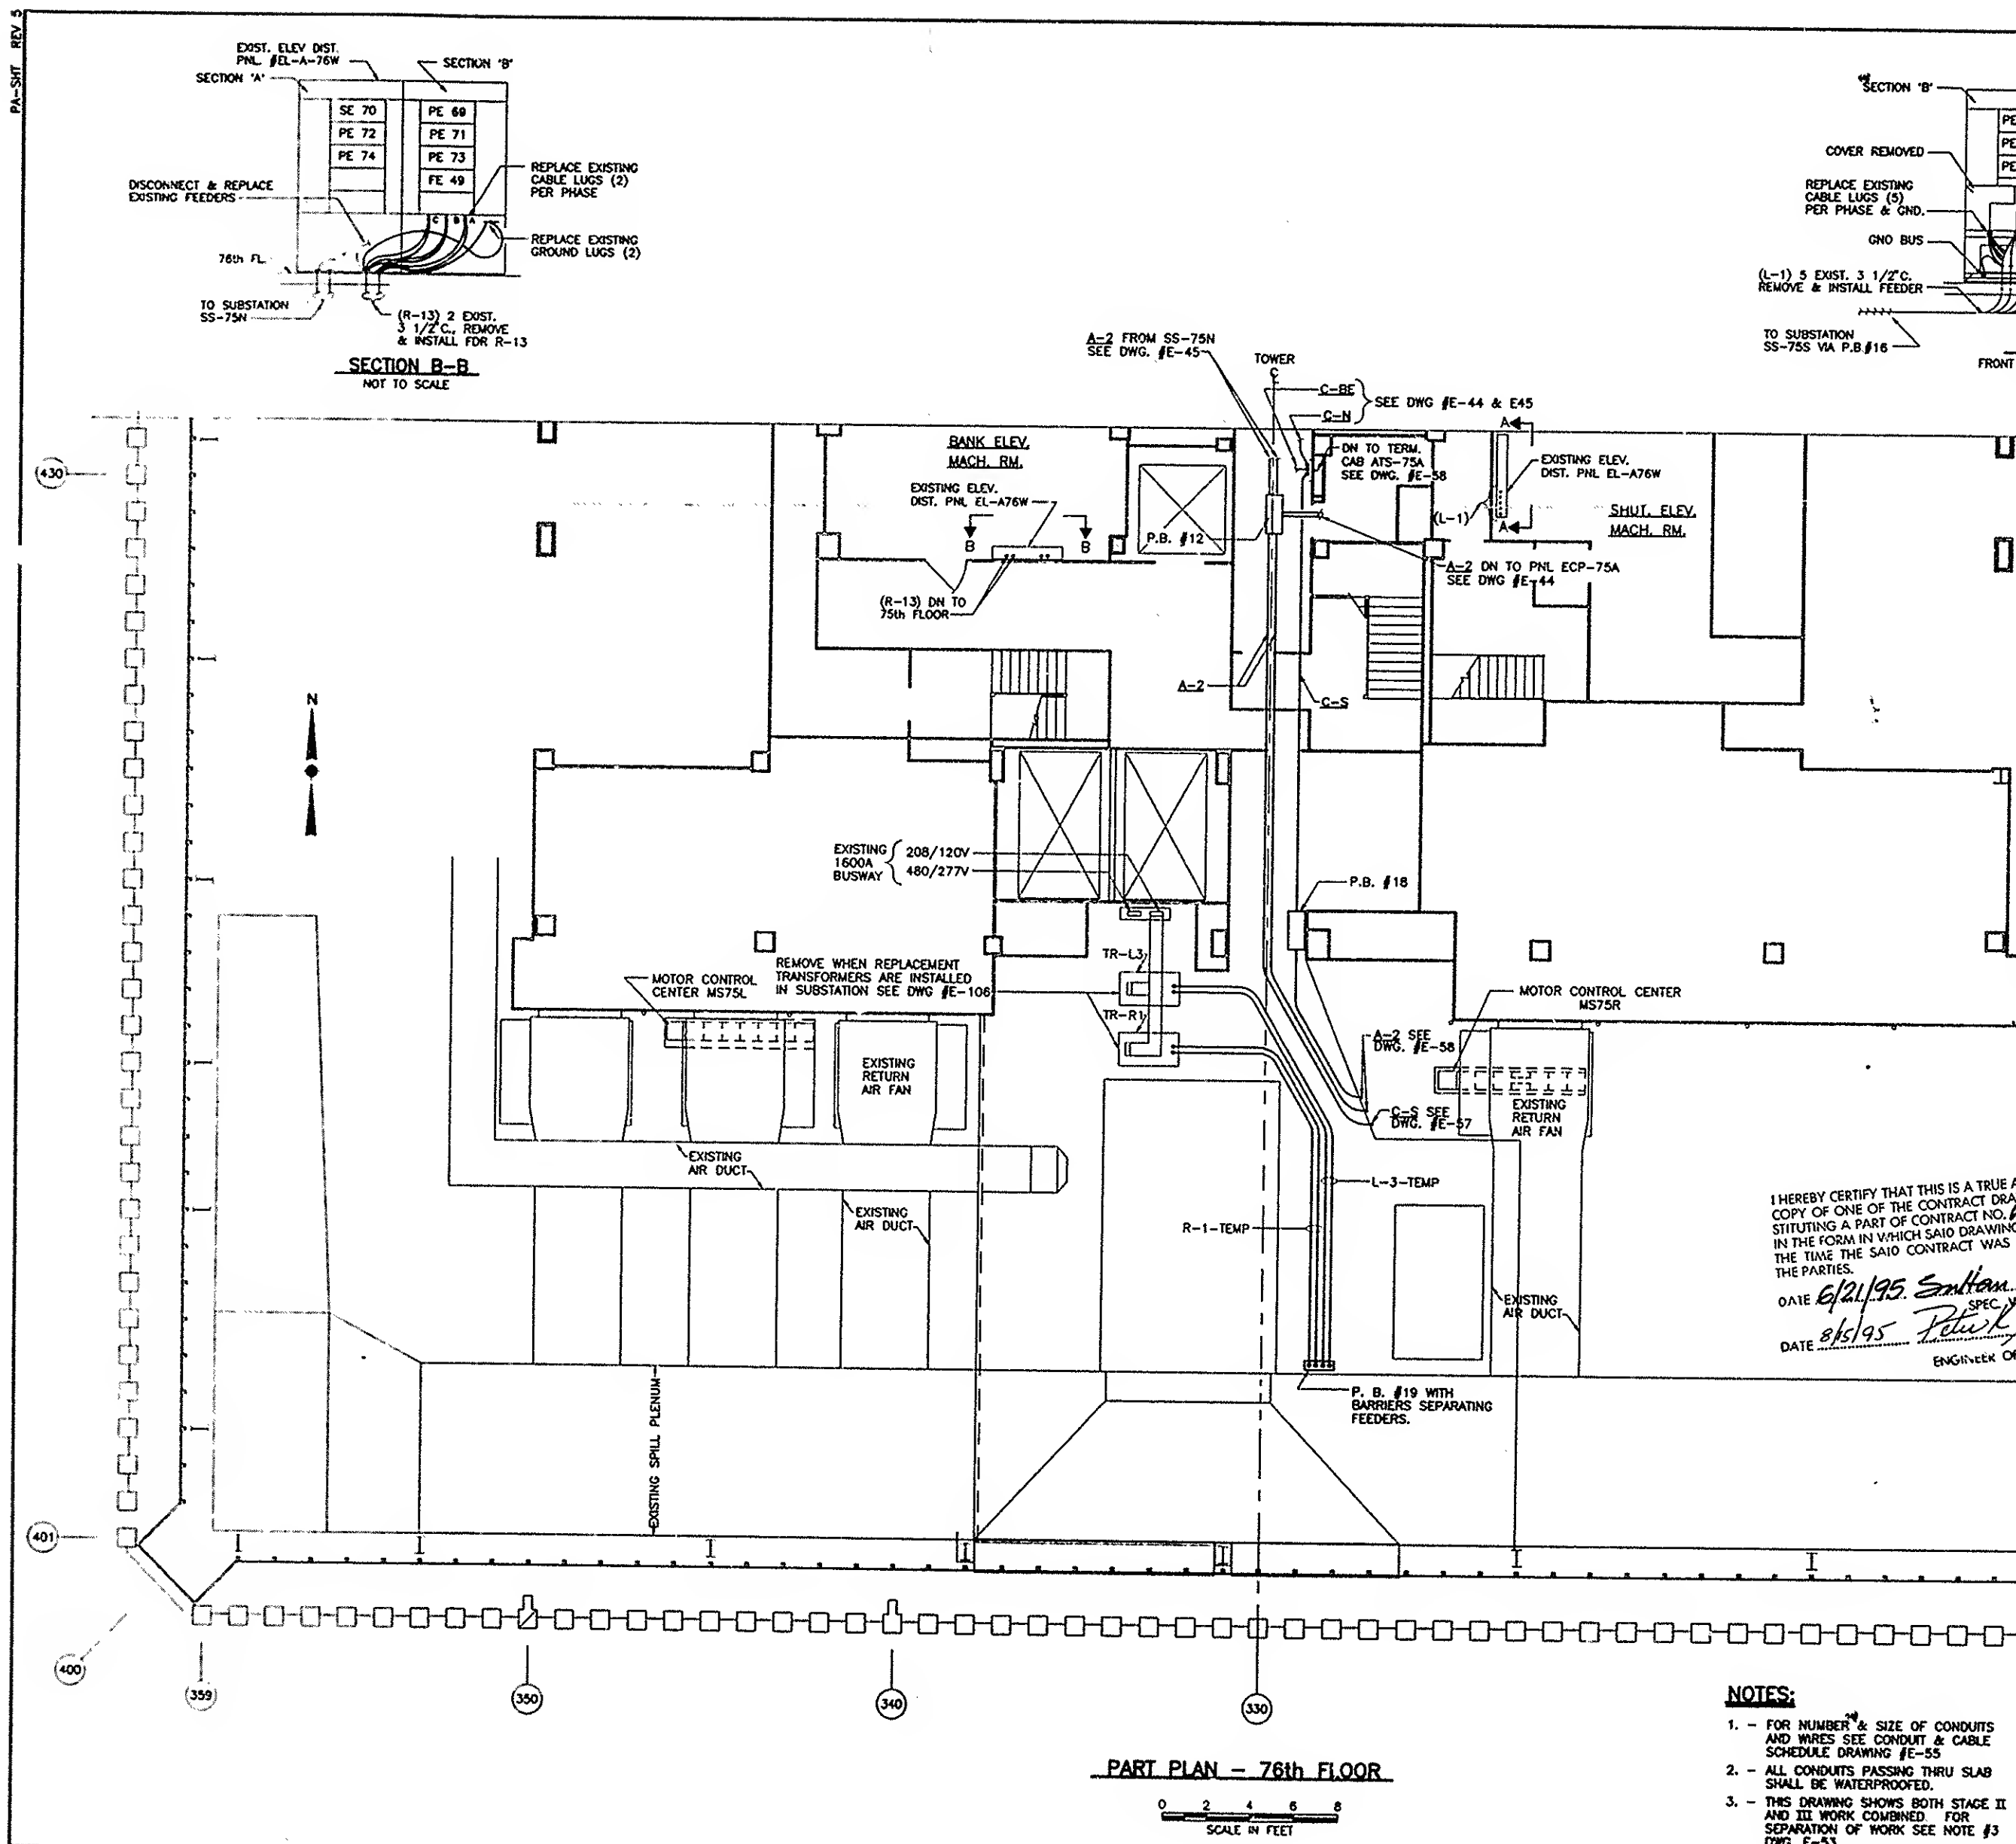 PA-SHT REV 5
EXIST. ELEV DIST.
PNL. #EL-A-76W
SECTION 'A'
SECTION 'B'
SE 70
PE 72
PE 74
PE 69
PE 71
PE 73
FE 49
C B A
DISCONNECT & REPLACE
EXISTING FEEDERS
REPLACE EXISTING
CABLE LUGS (2)
PER PHASE
REPLACE EXISTING
GROUND LUGS (2)
76th FL.
TO SUBSTATION
SS-75N
(R-13) 2 EXIST.
3 1/2"C., REMOVE
& INSTALL FDR R-13
SECTION B-B
NOT TO SCALE
SECTION 'B'
PE
PE
PE
COVER REMOVED
REPLACE EXISTING
CABLE LUGS (5)
PER PHASE & GND.
GND BUS
(L-1) 5 EXIST. 3 1/2"C.
REMOVE & INSTALL FEEDER
TO SUBSTATION
SS-75S VIA P.B.#16
FRONT
A-2 FROM SS-75N
SEE DWG. #E-45
TOWER
C-BE
C-N
SEE DWG #E-44 & E45
430
BANK ELEV.
MACH. RM.
EXISTING ELEV.
DIST. PNL EL-A76W
B
B
(R-13) DN TO
75th FLOOR
P.B. #12
DN TO TERM.
CAB ATS-75A
SEE DWG. #E-58
A
EXISTING ELEV.
DIST. PNL EL-A76W
(L-1)
A
SHUT. ELEV.
MACH. RM.
A-2 DN TO PNL ECP-75A
SEE DWG #E-44
A-2
C-S
N
EXISTING
1600A
BUSWAY
208/120V
480/277V
P.B. #18
TR-L3
TR-R1
REMOVE WHEN REPLACEMENT
TRANSFORMERS ARE INSTALLED
IN SUBSTATION SEE DWG #E-106
MOTOR CONTROL
CENTER MS75L
MOTOR CONTROL CENTER
MS75R
EXISTING
RETURN
AIR FAN
A-2 SEE
DWG. #E-58
C-S SEE
DWG. #E-57
EXISTING
RETURN
AIR FAN
EXISTING
AIR DUCT
EXISTING
AIR DUCT
L-3-TEMP
R-1-TEMP
EXISTING
AIR DUCT
I HEREBY CERTIFY THAT THIS IS A TRUE
COPY OF ONE OF THE CONTRACT
STITUTING A PART OF CONTRACT NO.
IN THE FORM IN WHICH SAID DRAWING
THE TIME THE SAID CONTRACT WAS
THE PARTIES.
DATE 6/21/95
SPEC.
DATE 8/15/95
ENGINEER
P. B. #19 WITH
BARRIERS SEPARATING
FEEDERS.
EXISTING SPILL PLENUM
401
400
359
350
340
330
PART PLAN - 76th FLOOR
0 2 4 6 8
SCALE IN FEET
NOTES:
1. - FOR NUMBER & SIZE OF CONDUITS
AND WIRES SEE CONDUIT & CABLE
SCHEDULE DRAWING #E-55
2. - ALL CONDUITS PASSING THRU SLAB
SHALL BE WATERPROOFED.
3. - THIS DRAWING SHOWS BOTH STAGE II
AND III WORK COMBINED. FOR
SEPARATION OF WORK SEE NOTE #3
DWG. E-53